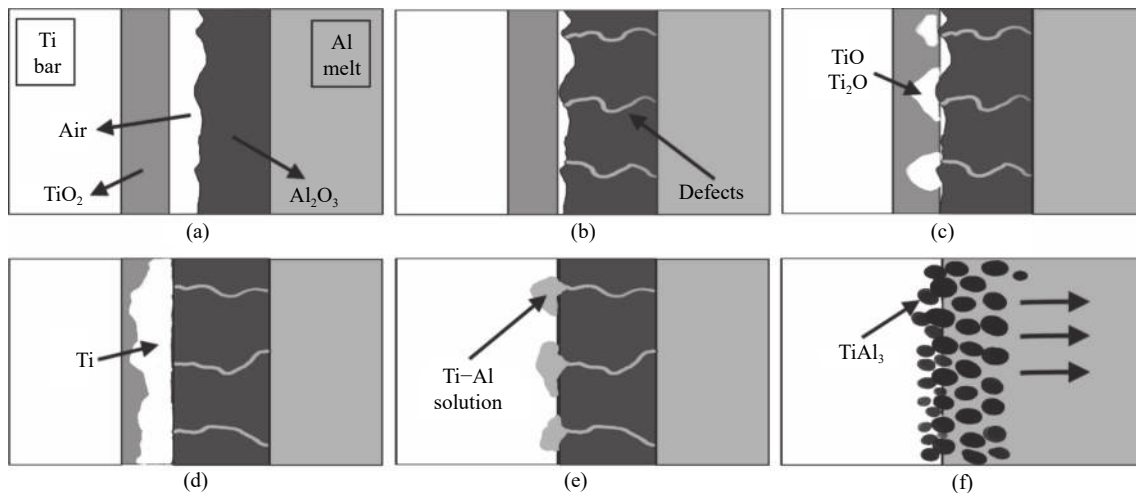 Ti
bar
Al
melt
Air
TiO₂
Al₂O₃
(a)
Defects
(b)
TiO
Ti₂O
(c)
Ti
(d)
Ti−Al
solution
(e)
TiAl₃
(f)